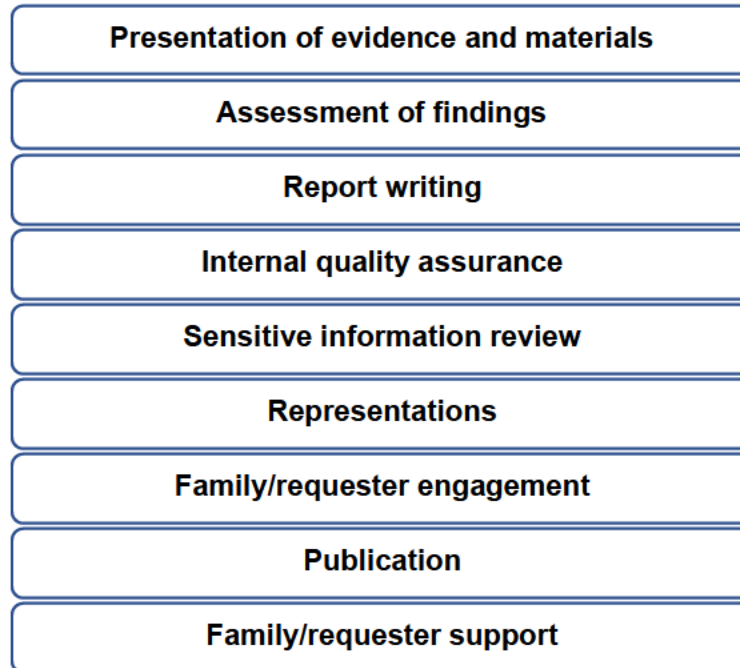 Presentation of evidence and materials
Assessment of findings
Report writing
Internal quality assurance
Sensitive information review
Representations
Family/requester engagement
Publication
Family/requester support